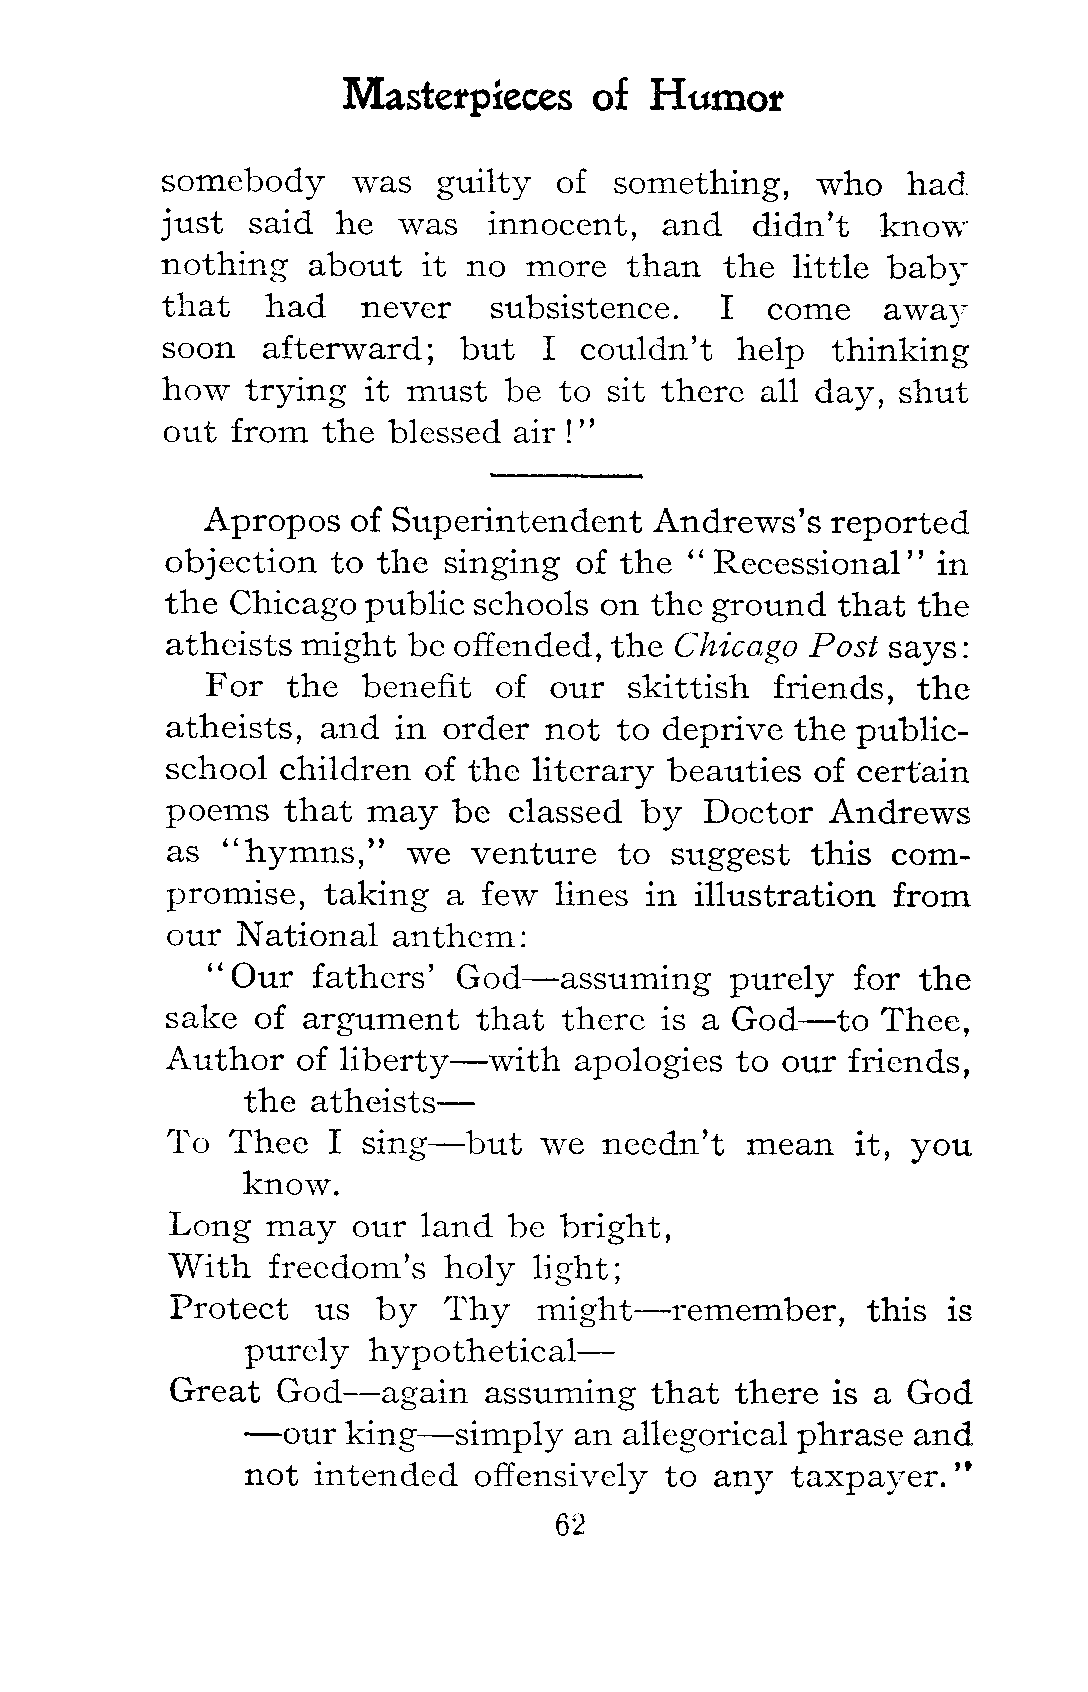 Masterpieces of Humor
somebody was guilty of something, who had
just said he was innocent, and didn't know
nothing about it no more than the little baby
that had never subsistence. I come away
soon afterward; but I couldn't help thinking
how trying it must be to sit there all day, shut
out from the blessed air!"
Apropos of Superintendent Andrews's reported
objection to the singing of the "Recessional" in
the Chicago public schools on the ground that the
atheists might be offended, the Chicago Post says:
For the benefit of our skittish friends, the
atheists, and in order not to deprive the public-
school children of the literary beauties of certain
poems that may be classed by Doctor Andrews
as "hymns," we venture to suggest this com-
promise, taking a few lines in illustration from
our National anthem:
"Our fathers' God—assuming purely for the
sake of argument that there is a God—to Thee,
Author of liberty—with apologies to our friends,
the atheists—
To Thee I sing—but we needn't mean it, you
know.
Long may our land be bright,
With freedom's holy light;
Protect us by Thy might—remember, this is
purely hypothetical—
Great God—again assuming that there is a God
—our king—simply an allegorical phrase and
not intended offensively to any taxpayer."
62